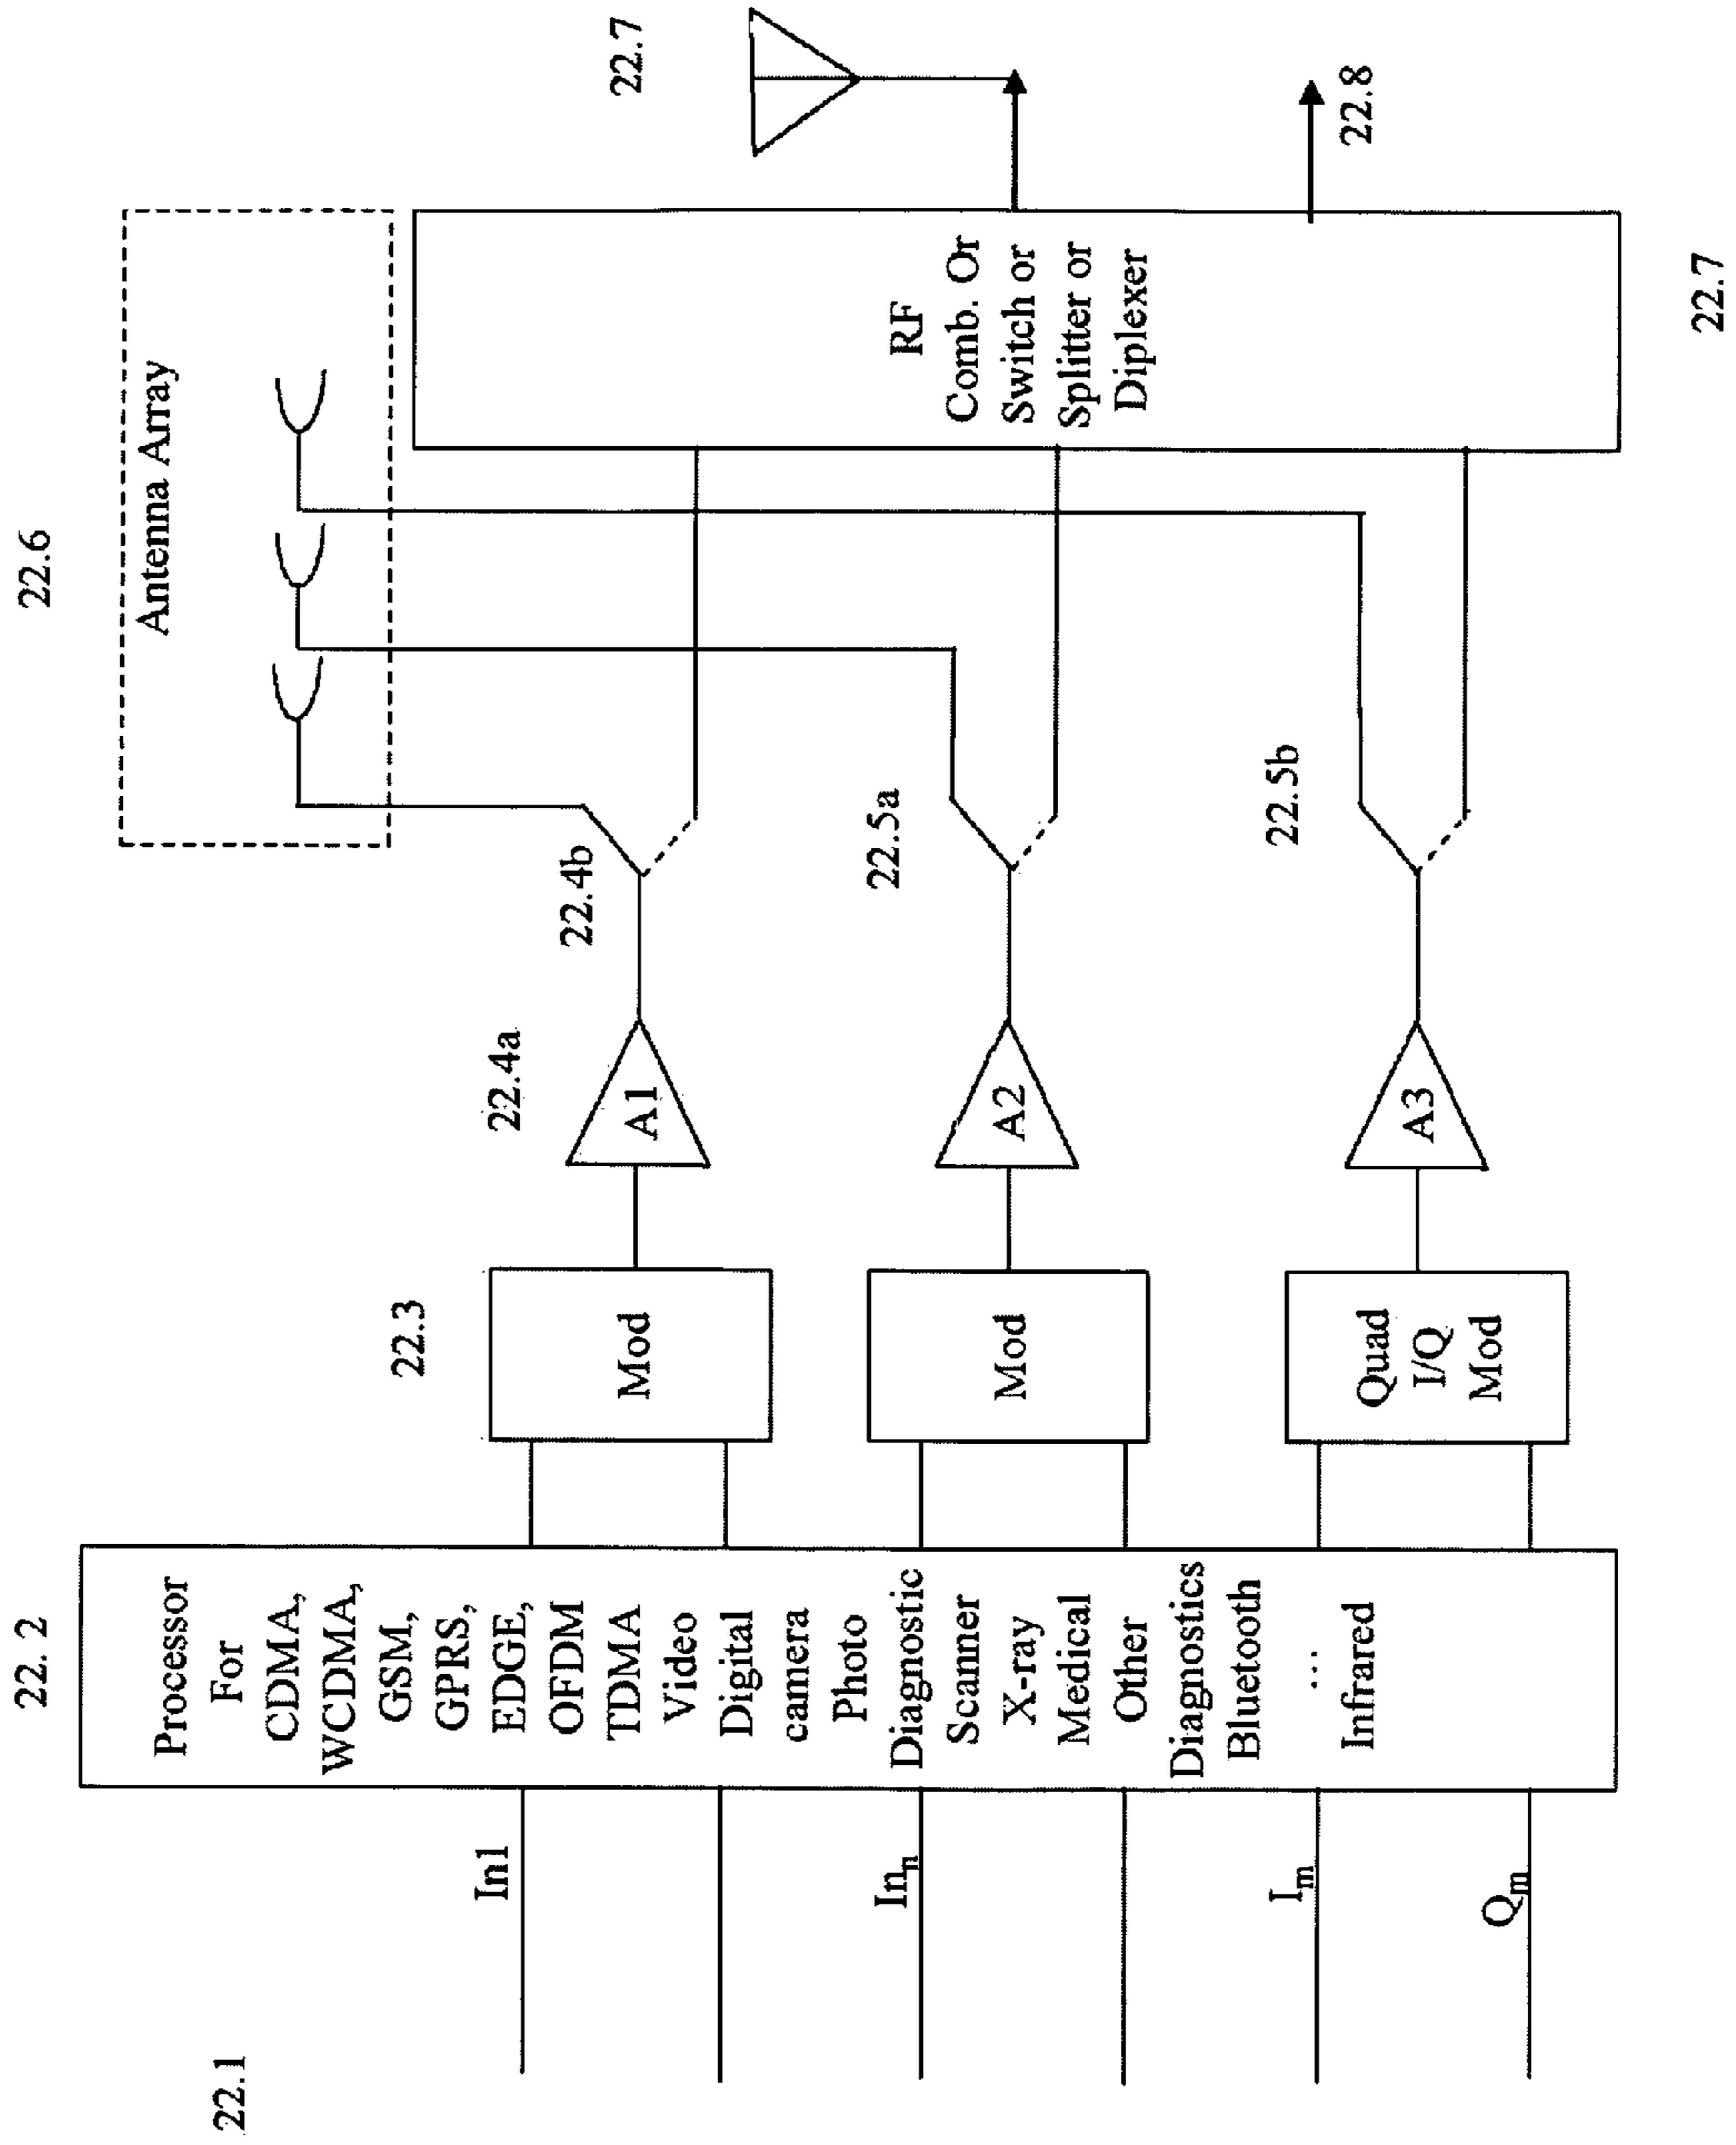 22.1
In1
In_n
I_m
Q_m
22. 2
Processor
For
CDMA,
WCDMA,
GSM,
GPRS,
EDGE,
OFDM
TDMA
Video
Digital
camera
Photo
Diagnostic
Scanner
X-ray
Medical
Other
Diagnostics
Bluetooth
…
Infrared
22.3
Mod
Mod
Quad
I/Q
Mod
22.4a
A1
A2
A3
22.4b
22.5a
22.5b
22.6
Antenna Array
RF
Comb. Or
Switch or
Splitter or
Diplexer
22.7
22.7
22.8